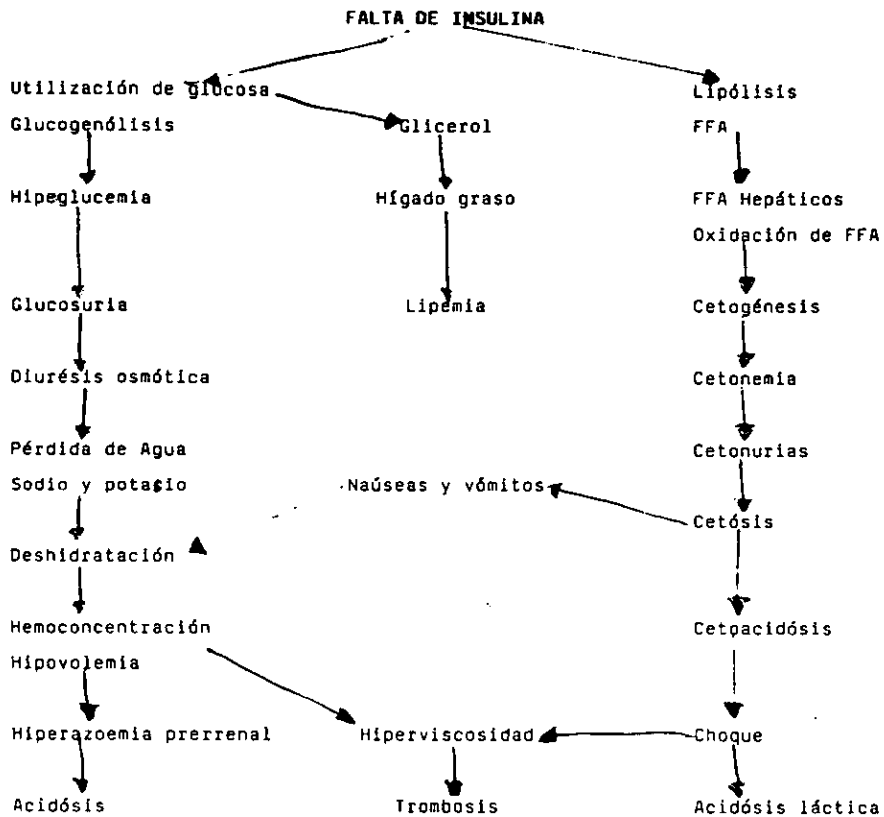 FALTA DE INSULINA
Utilización de glucosa
Lipólisis
Glucogenólisis
Glicerol
FFA
Hipeglucemia
Hígado graso
FFA Hepáticos
Oxidación de FFA
Glucosuria
Lipemia
Cetogénesis
Diurésis osmótica
Cetonemia
Pérdida de Agua
Cetonurias
Sodio y potasio
Naúseas y vómitos
Cetósis
Deshidratación
Hemoconcentración
Cetoacidósis
Hipovolemia
Hiperazoemia prerrenal
Hiperviscosidad
Choque
Acidósis
Trombosis
Acidósis láctica